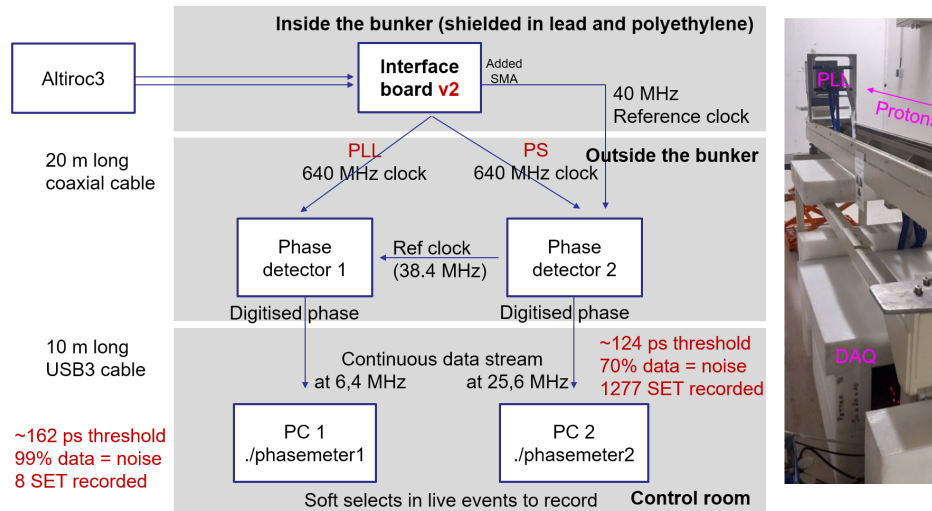 Inside the bunker (shielded in lead and polyethylene)
Altiroc3
Interface
board v2
Added
SMA
40 MHz
Reference clock
20 m long
coaxial cable
Outside the bunker
PLL
640 MHz clock
PS
640 MHz clock
Phase
detector 1
Ref clock
(38.4 MHz)
Phase
detector 2
Digitised phase
Digitised phase
10 m long
USB3 cable
Continuous data stream
at 6,4 MHz
at 25,6 MHz
~124 ps threshold
70% data = noise
1277 SET recorded
~162 ps threshold
99% data = noise
8 SET recorded
PC 1
./phasemeter1
PC 2
./phasemeter2
Soft selects in live events to record
Control room
PLL
Protons
DAQ